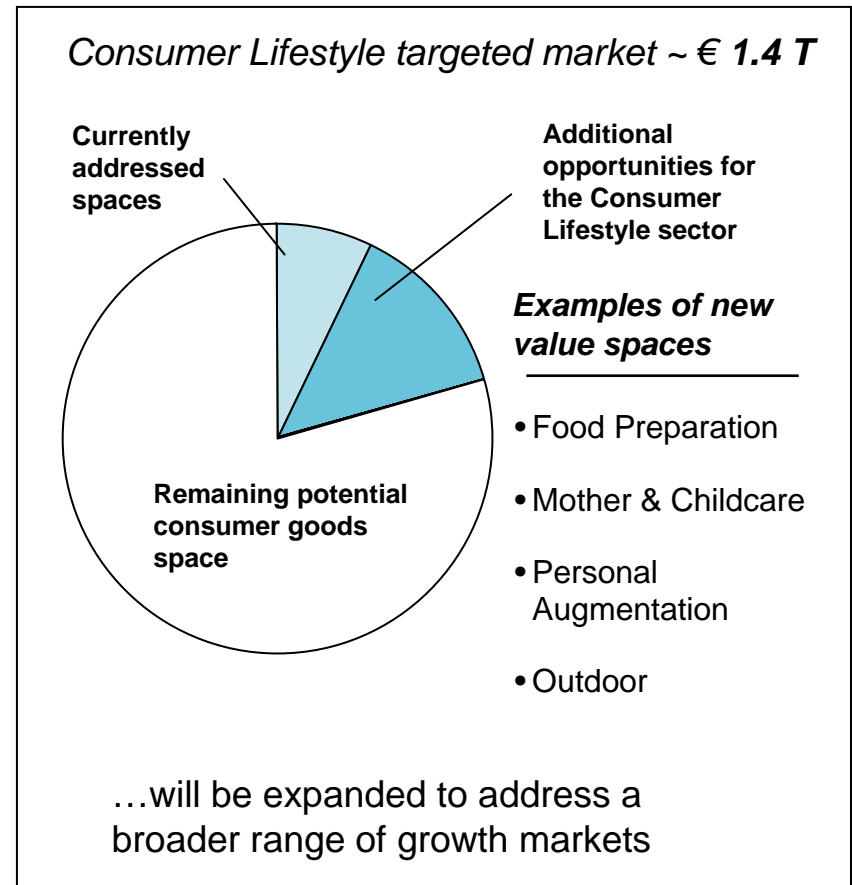 Consumer Lifestyle targeted market ~ € 1.4 T
Currently
addressed
spaces
Additional
opportunities for
the Consumer
Lifestyle sector
Remaining potential
consumer goods
space
Examples of new
value spaces
• Food Preparation
• Mother & Childcare
• Personal
Augmentation
• Outdoor
…will be expanded to address a
broader range of growth markets